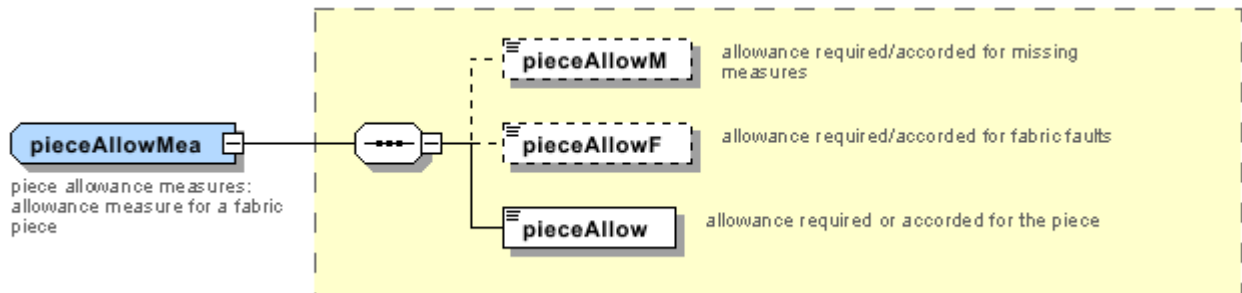 pieceAllowMea
piece allowance measures:
allowance measure for a fabric
piece
pieceAllowM
allowance required/accorded for missing
measures
pieceAllowF
allowance required/accorded for fabric faults
pieceAllow
allowance required or accorded for the piece